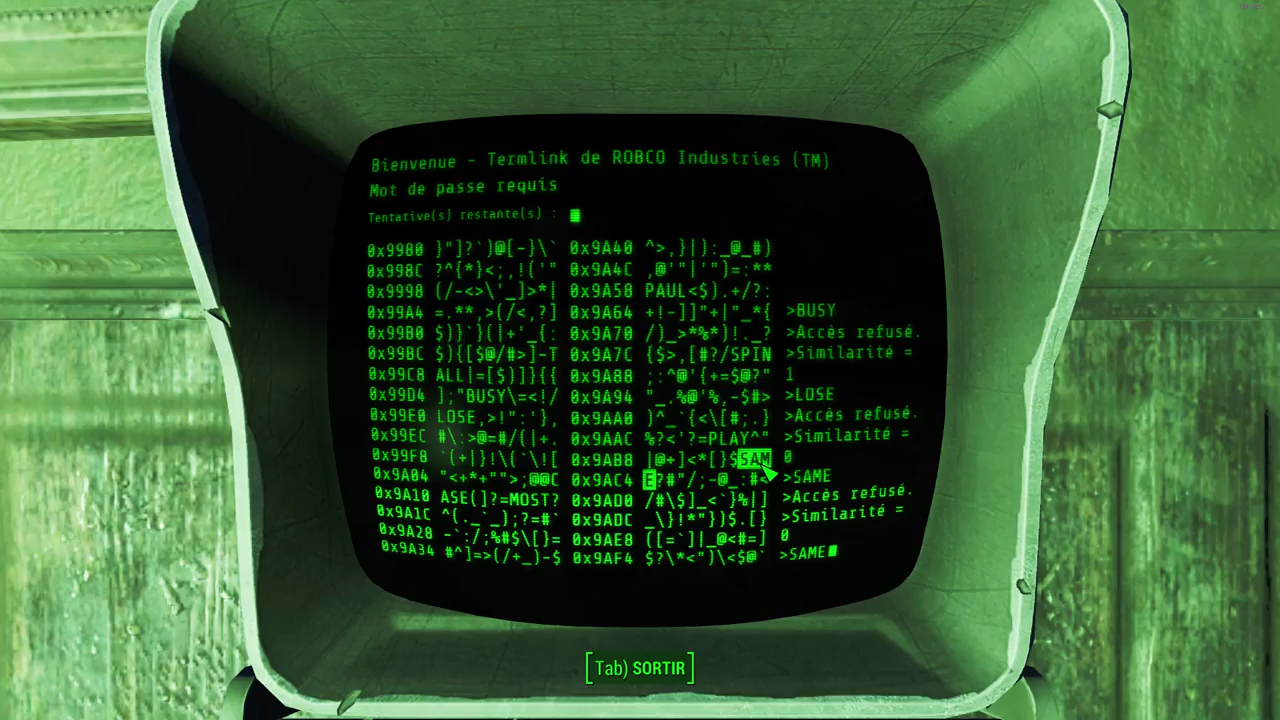 Bienvenue - Termlink de ROBCO Industries (TM)
Mot de passe requis
Tentative(s) restante(s) :
0x9980 }"]?`)@[-}\` 0x9A40 ^>,}|):_@_#)
0x998C ?^{*}<;,!('" 0x9A4C ,@'"|'")=:**
0x9998 (/-<>\'_]>*| 0x9A58 PAUL<$).+/?:
0x99A4 =.**,>(/<,?] 0x9A64 +!-]]"+|"_*{ >BUSY
0x99B0 $)}`}(|+'_{: 0x9A70 /)_>*%*)!._? >Accès refusé.
0x99BC $){[$@/#>]-T 0x9A7C {$>,[#?/SPIN >Similarité =
0x99C8 ALL|=[$)]}{{ 0x9A88 ;:^@'{+=$@?" 1
0x99D4 ];"BUSY\=<!/ 0x9A94 "_,%@'%,-$#> >LOSE
0x99E0 LOSE,>!":'}, 0x9AA0 )^_`{<\[#;.} >Accès refusé.
0x99EC #\:>@=#/(|+. 0x9AAC %?<'?=PLAY^" >Similarité =
0x99F8 `(+|}!\(`\![ 0x9AB8 |@+]<*[}$SAM 0
0x9A04 "<+*+"">;@@C 0x9AC4 E?#"/;-@_:#< >SAME
0x9A10 ASE(]?=MOST? 0x9AD0 /#\$]_<`}%|] >Accès refusé.
0x9A1C ^(._`_);?=#` 0x9ADC _\}!*"})$.[} >Similarité =
0x9A28 -`:/;%#$\[}= 0x9AE8 ([=`]|_@<#=] 0
0x9A34 #^]=>(/+_)-$ 0x9AF4 $?\*<")\<$@` >SAME
[Tab) SORTIR]